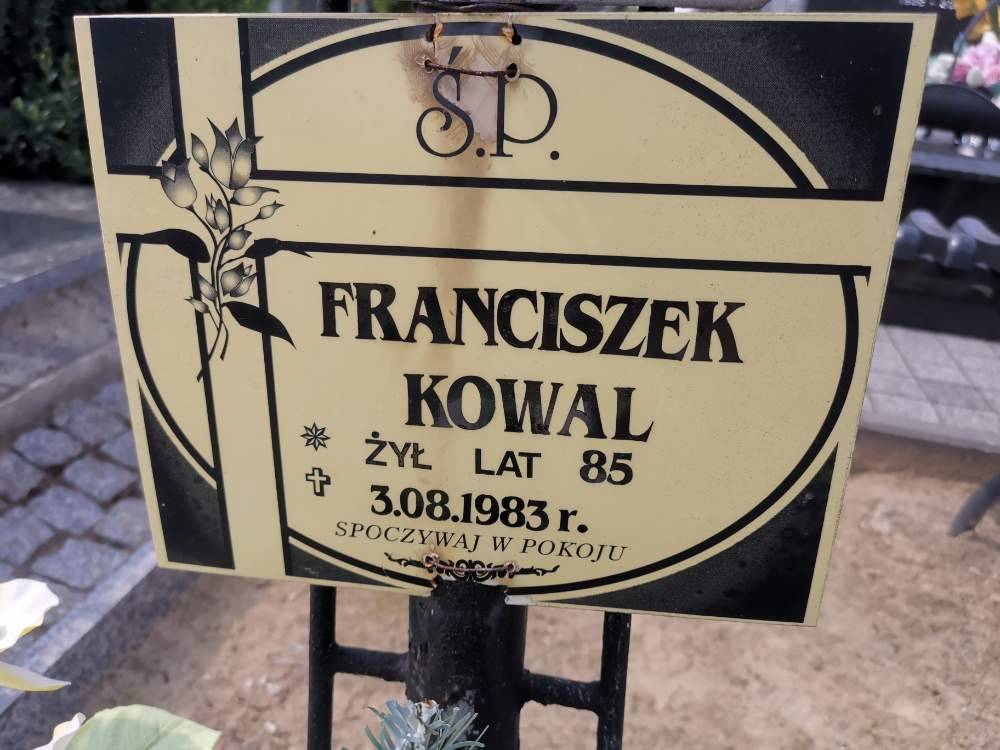 Ś.P.
FRANCISZEK
KOWAL
ŻYŁ LAT 85
3.08.1983 r.
SPOCZYWAJ W POKOJU